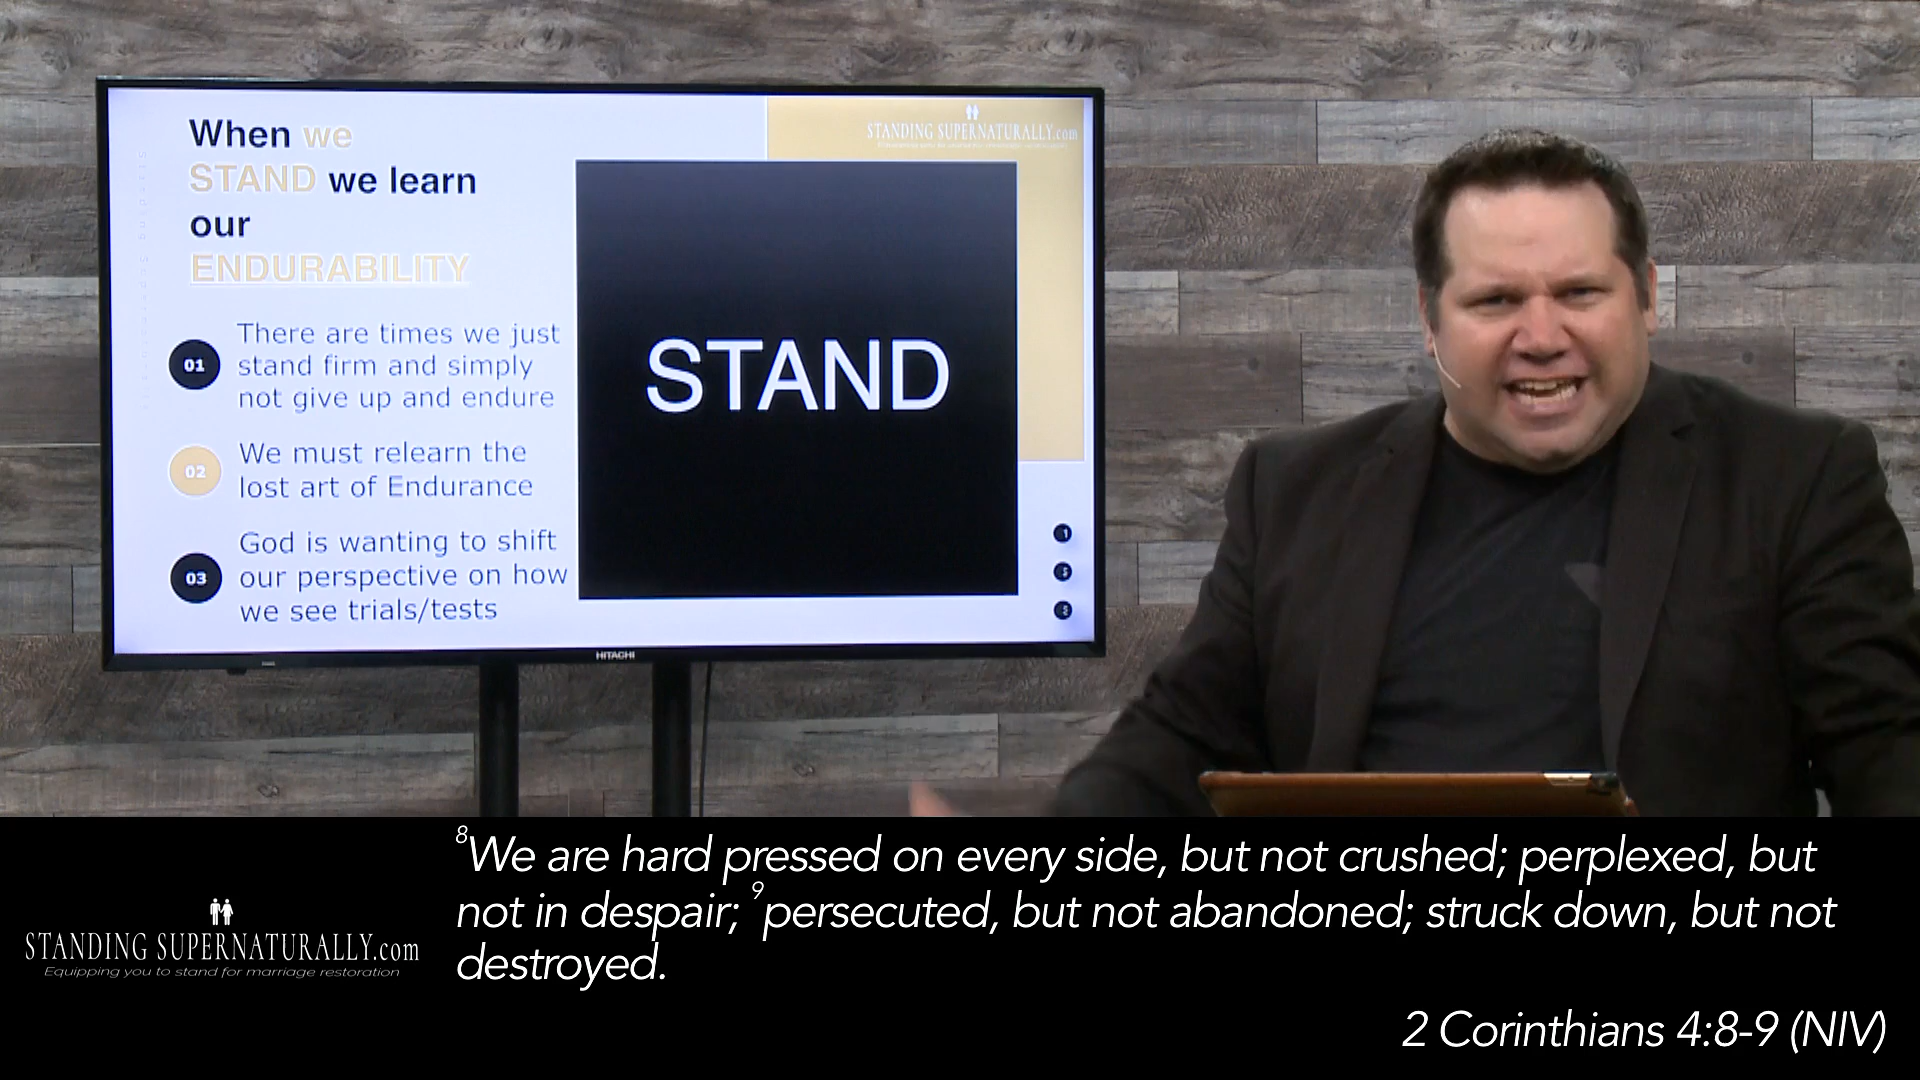 When we
STAND we learn
our
ENDURABILITY
01
There are times we just
stand firm and simply
not give up and endure
02
We must relearn the
lost art of Endurance
03
God is wanting to shift
our perspective on how
we see trials/tests
STANDING SUPERNATURALLY.com
STAND
HITACHI
STANDING SUPERNATURALLY.com
Equipping you to stand for marriage restoration
8We are hard pressed on every side, but not crushed; perplexed, but
not in despair; 9persecuted, but not abandoned; struck down, but not
destroyed.
2 Corinthians 4:8-9 (NIV)